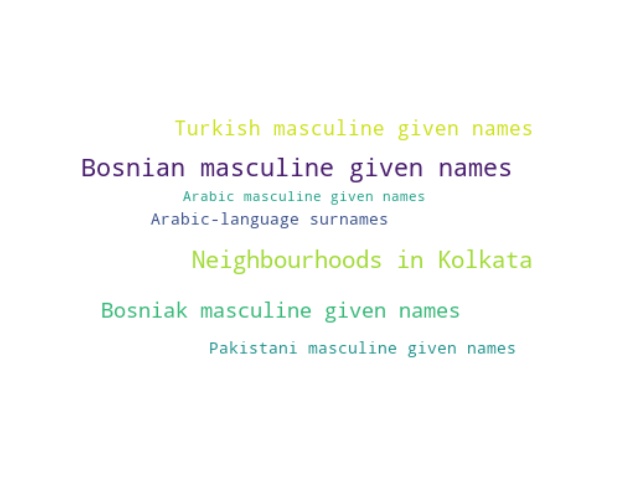 Turkish masculine given names
Bosnian masculine given names
Arabic masculine given names
Arabic-language surnames
Neighbourhoods in Kolkata
Bosniak masculine given names
Pakistani masculine given names